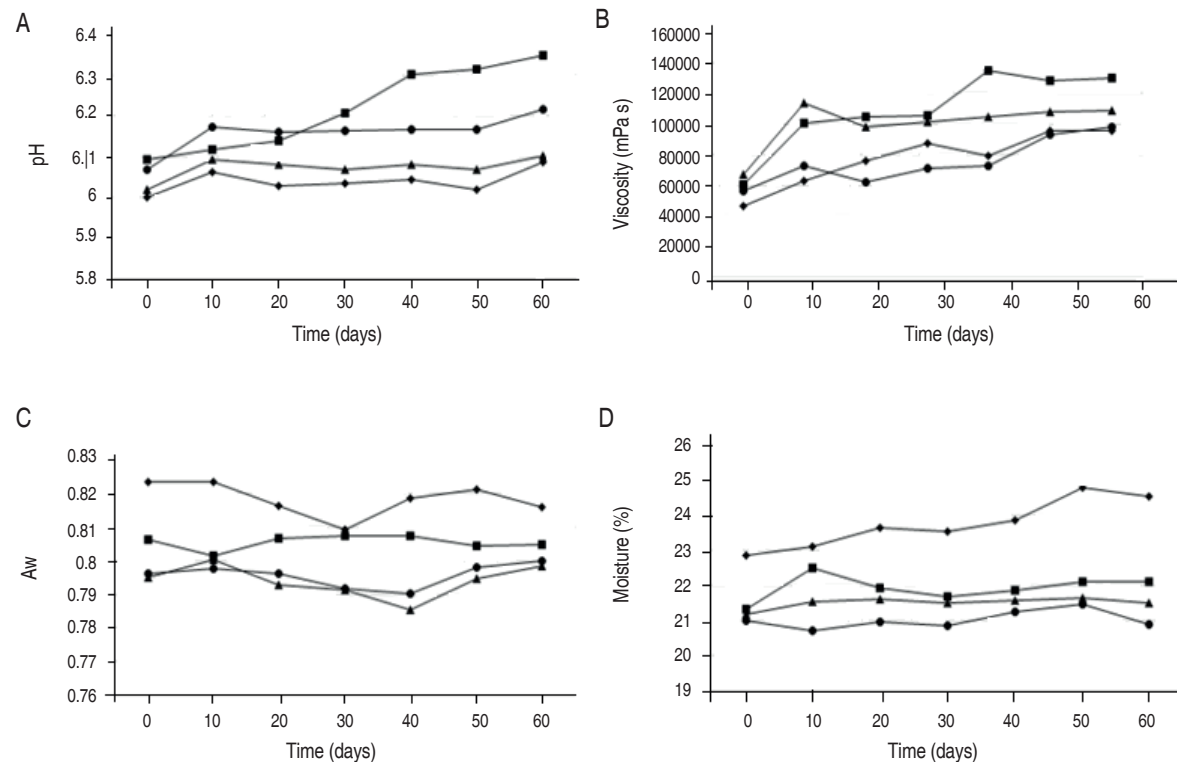 A
pH
6.4
6.3
6.2
6.1
6
5.9
5.8
0 10 20 30 40 50 60
Time (days)
B
Viscosity (mPa s)
160000
140000
120000
100000
80000
60000
40000
20000
0
0 10 20 30 40 50 60
Time (days)
C
Aw
0.83
0.82
0.81
0.8
0.79
0.78
0.77
0.76
0 10 20 30 40 50 60
Time (days)
D
Moisture (%)
26
25
24
23
22
21
20
19
0 10 20 30 40 50 60
Time (days)